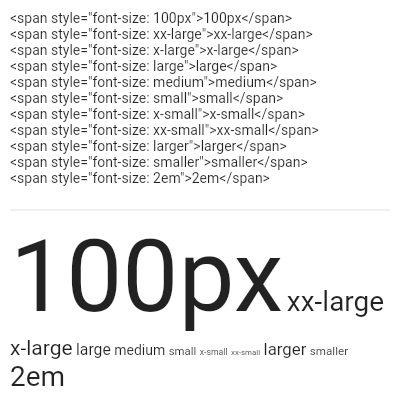 <span style="font-size: 100px">100px</span>
<span style="font-size: xx-large">xx-large</span>
<span style="font-size: x-large">x-large</span>
<span style="font-size: large">large</span>
<span style="font-size: medium">medium</span>
<span style="font-size: small">small</span>
<span style="font-size: x-small">x-small</span>
<span style="font-size: xx-small">xx-small</span>
<span style="font-size: larger">larger</span>
<span style="font-size: smaller">smaller</span>
<span style="font-size: 2em">2em</span>
100px xx-large
x-large large medium small x-small xx-small larger smaller
2em